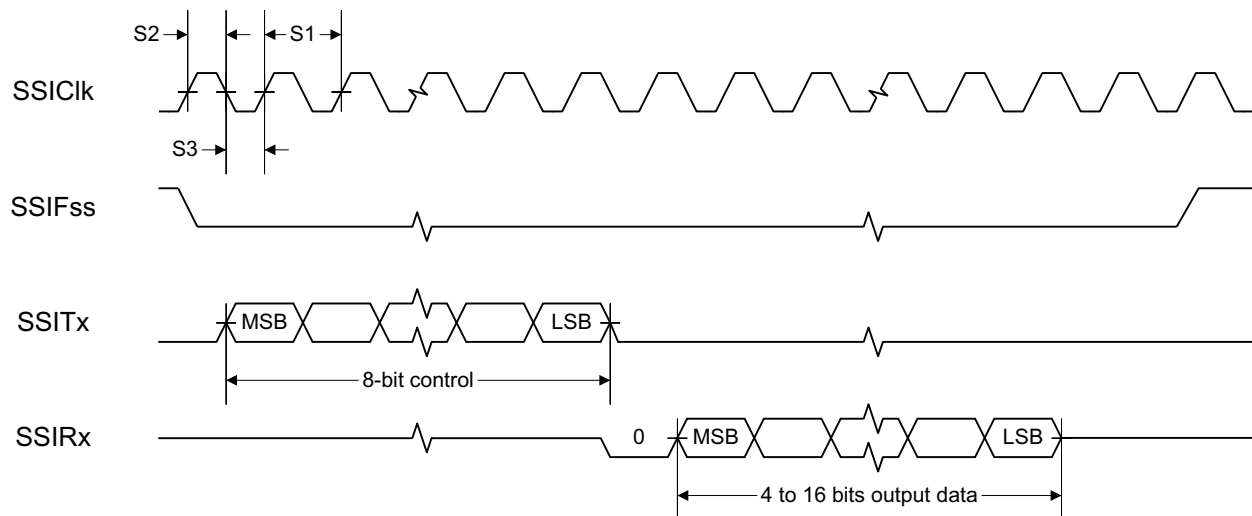 S2
S1
SSIClk
S3
SSIFss
SSITx
MSB
LSB
8-bit control
SSIRx
0
MSB
LSB
4 to 16 bits output data